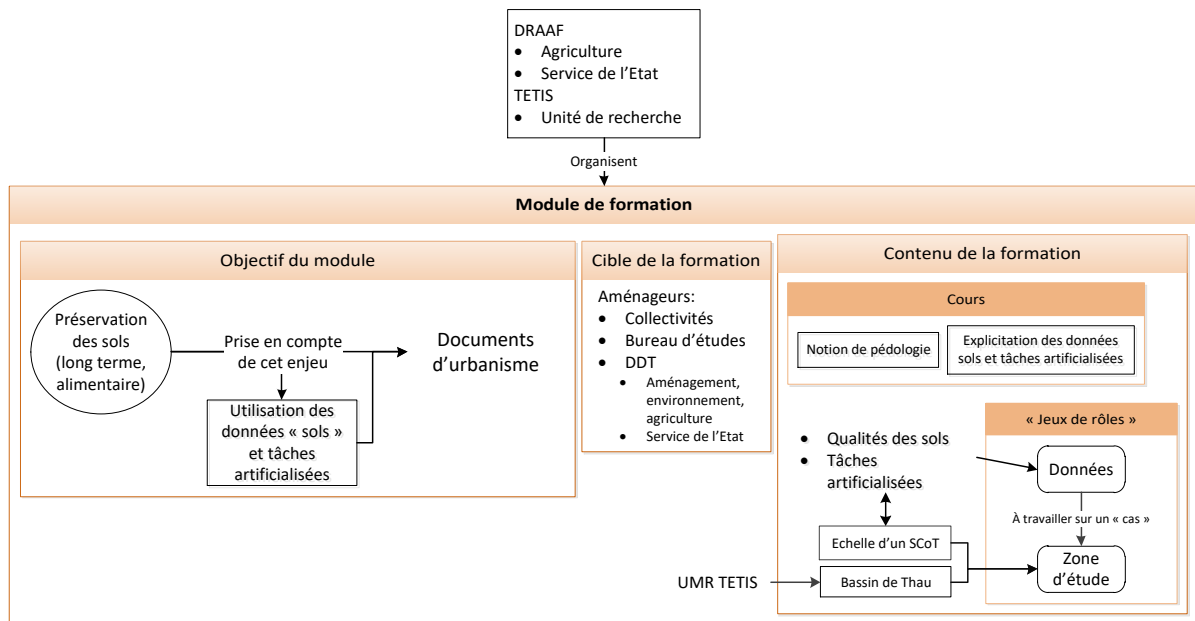 DRAAF
• Agriculture
• Service de l'Etat
TETIS
• Unité de recherche
Organisent
Module de formation
Objectif du module
Préservation
des sols
(long terme,
alimentaire)
Prise en compte
de cet enjeu
Utilisation des
données « sols »
et tâches
artificialisées
Documents
d'urbanisme
Cible de la formation
Aménageurs:
• Collectivités
• Bureau d'études
• DDT
• Aménagement,
environnement,
agriculture
• Service de l'Etat
Contenu de la formation
Cours
Notion de pédologie
Explicitation des données
sols et tâches artificialisées
• Qualités des sols
• Tâches
artificialisées
Echelle d'un SCoT
UMR TETIS
Bassin de Thau
« Jeux de rôles »
Données
À travailler sur un « cas »
Zone
d'étude